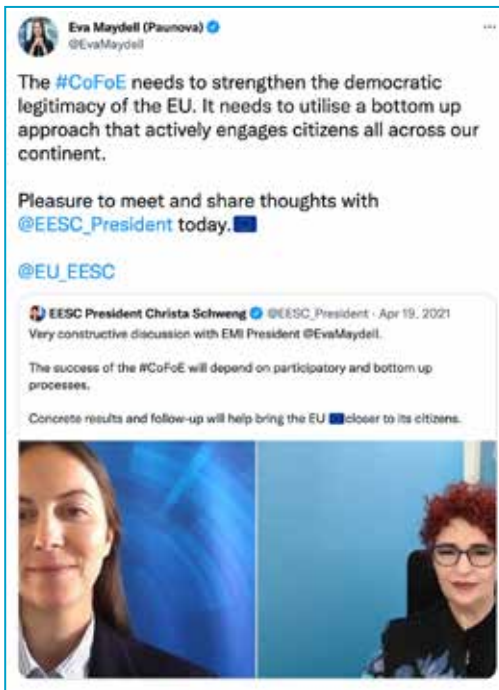 Eva Maydell (Paunova)
@EvaMaydell
The #CoFoE needs to strengthen the democratic
legitimacy of the EU. It needs to utilise a bottom up
approach that actively engages citizens all across our
continent.
Pleasure to meet and share thoughts with
@EESC_President today.🇪🇺
@EU_EESC
EESC President Christa Schweng @EESC_President · Apr 19, 2021
Very constructive discussion with EMI President @EvaMaydell.
The success of the #CoFoE will depend on participatory and bottom up
processes.
Concrete results and follow-up will help bring the EU 🇪🇺closer to its citizens.